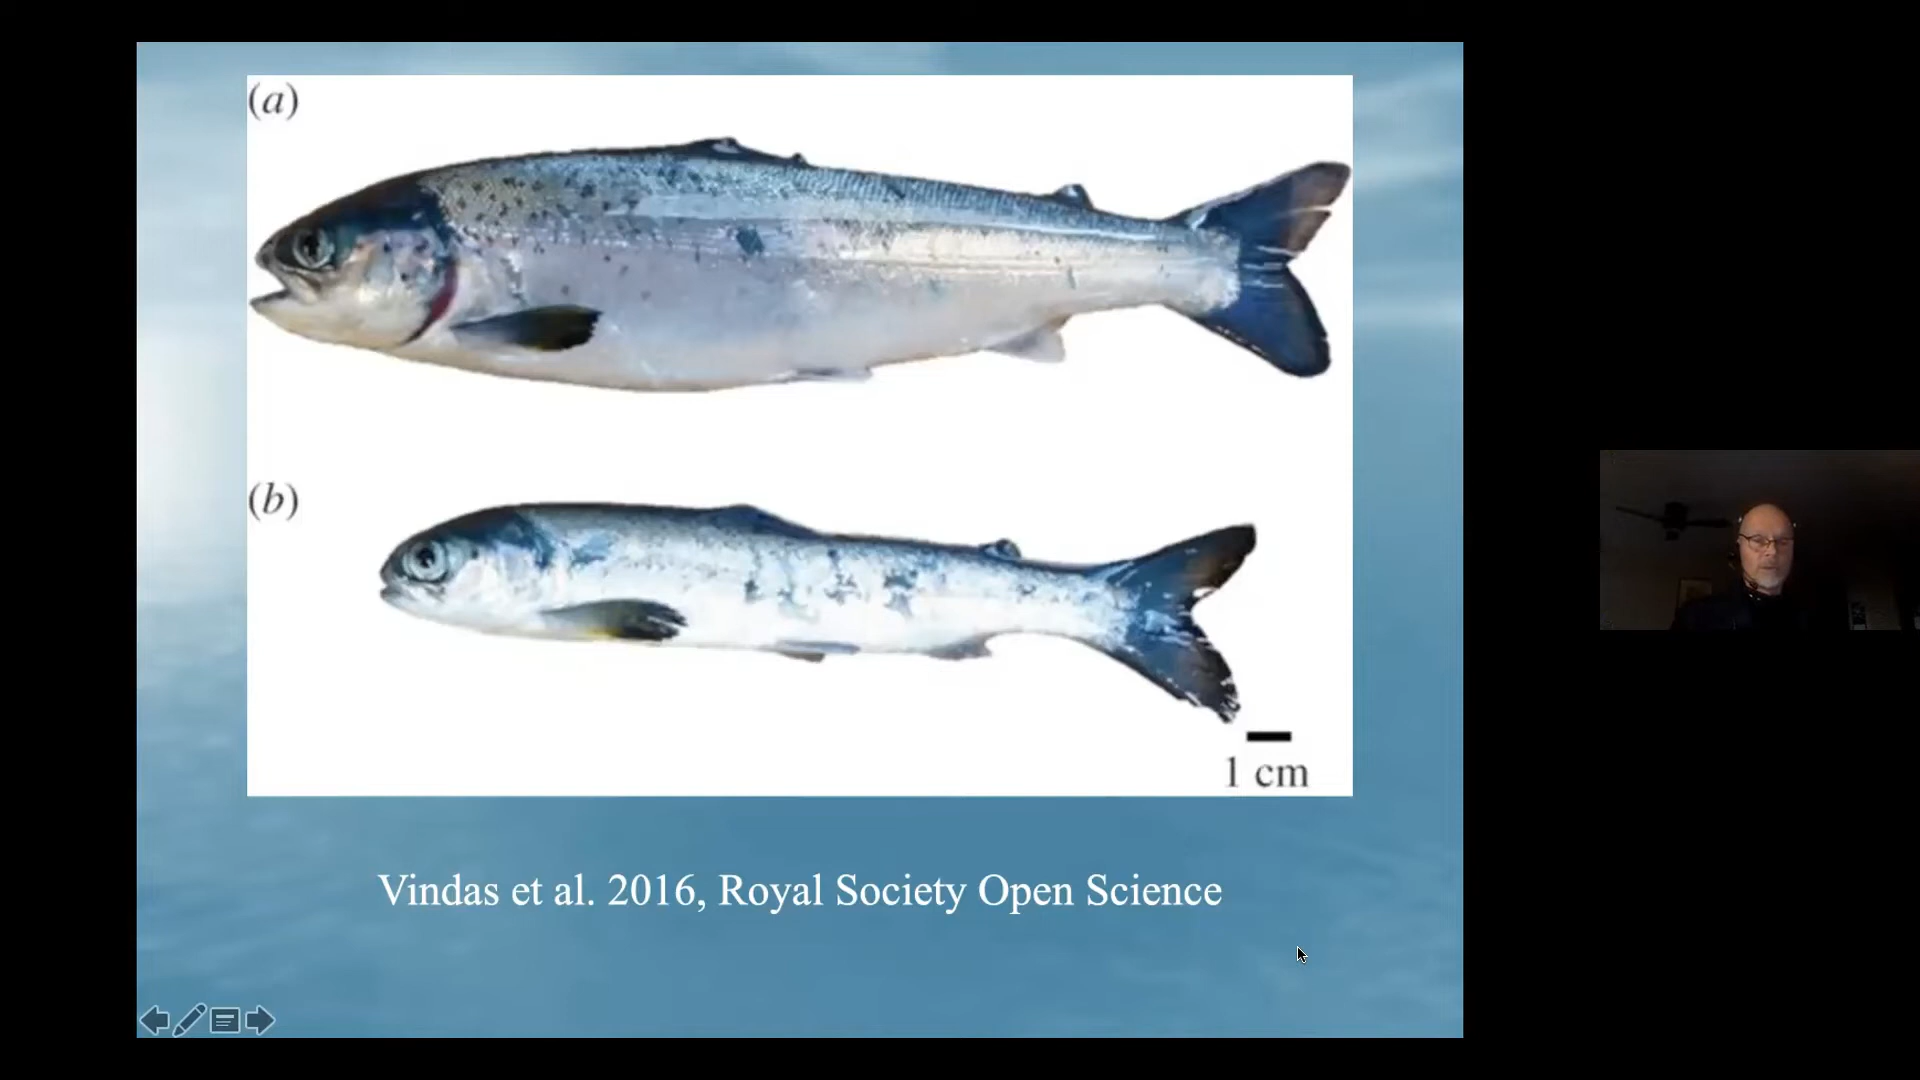 (a)
(b)
1 cm
Vindas et al. 2016, Royal Society Open Science